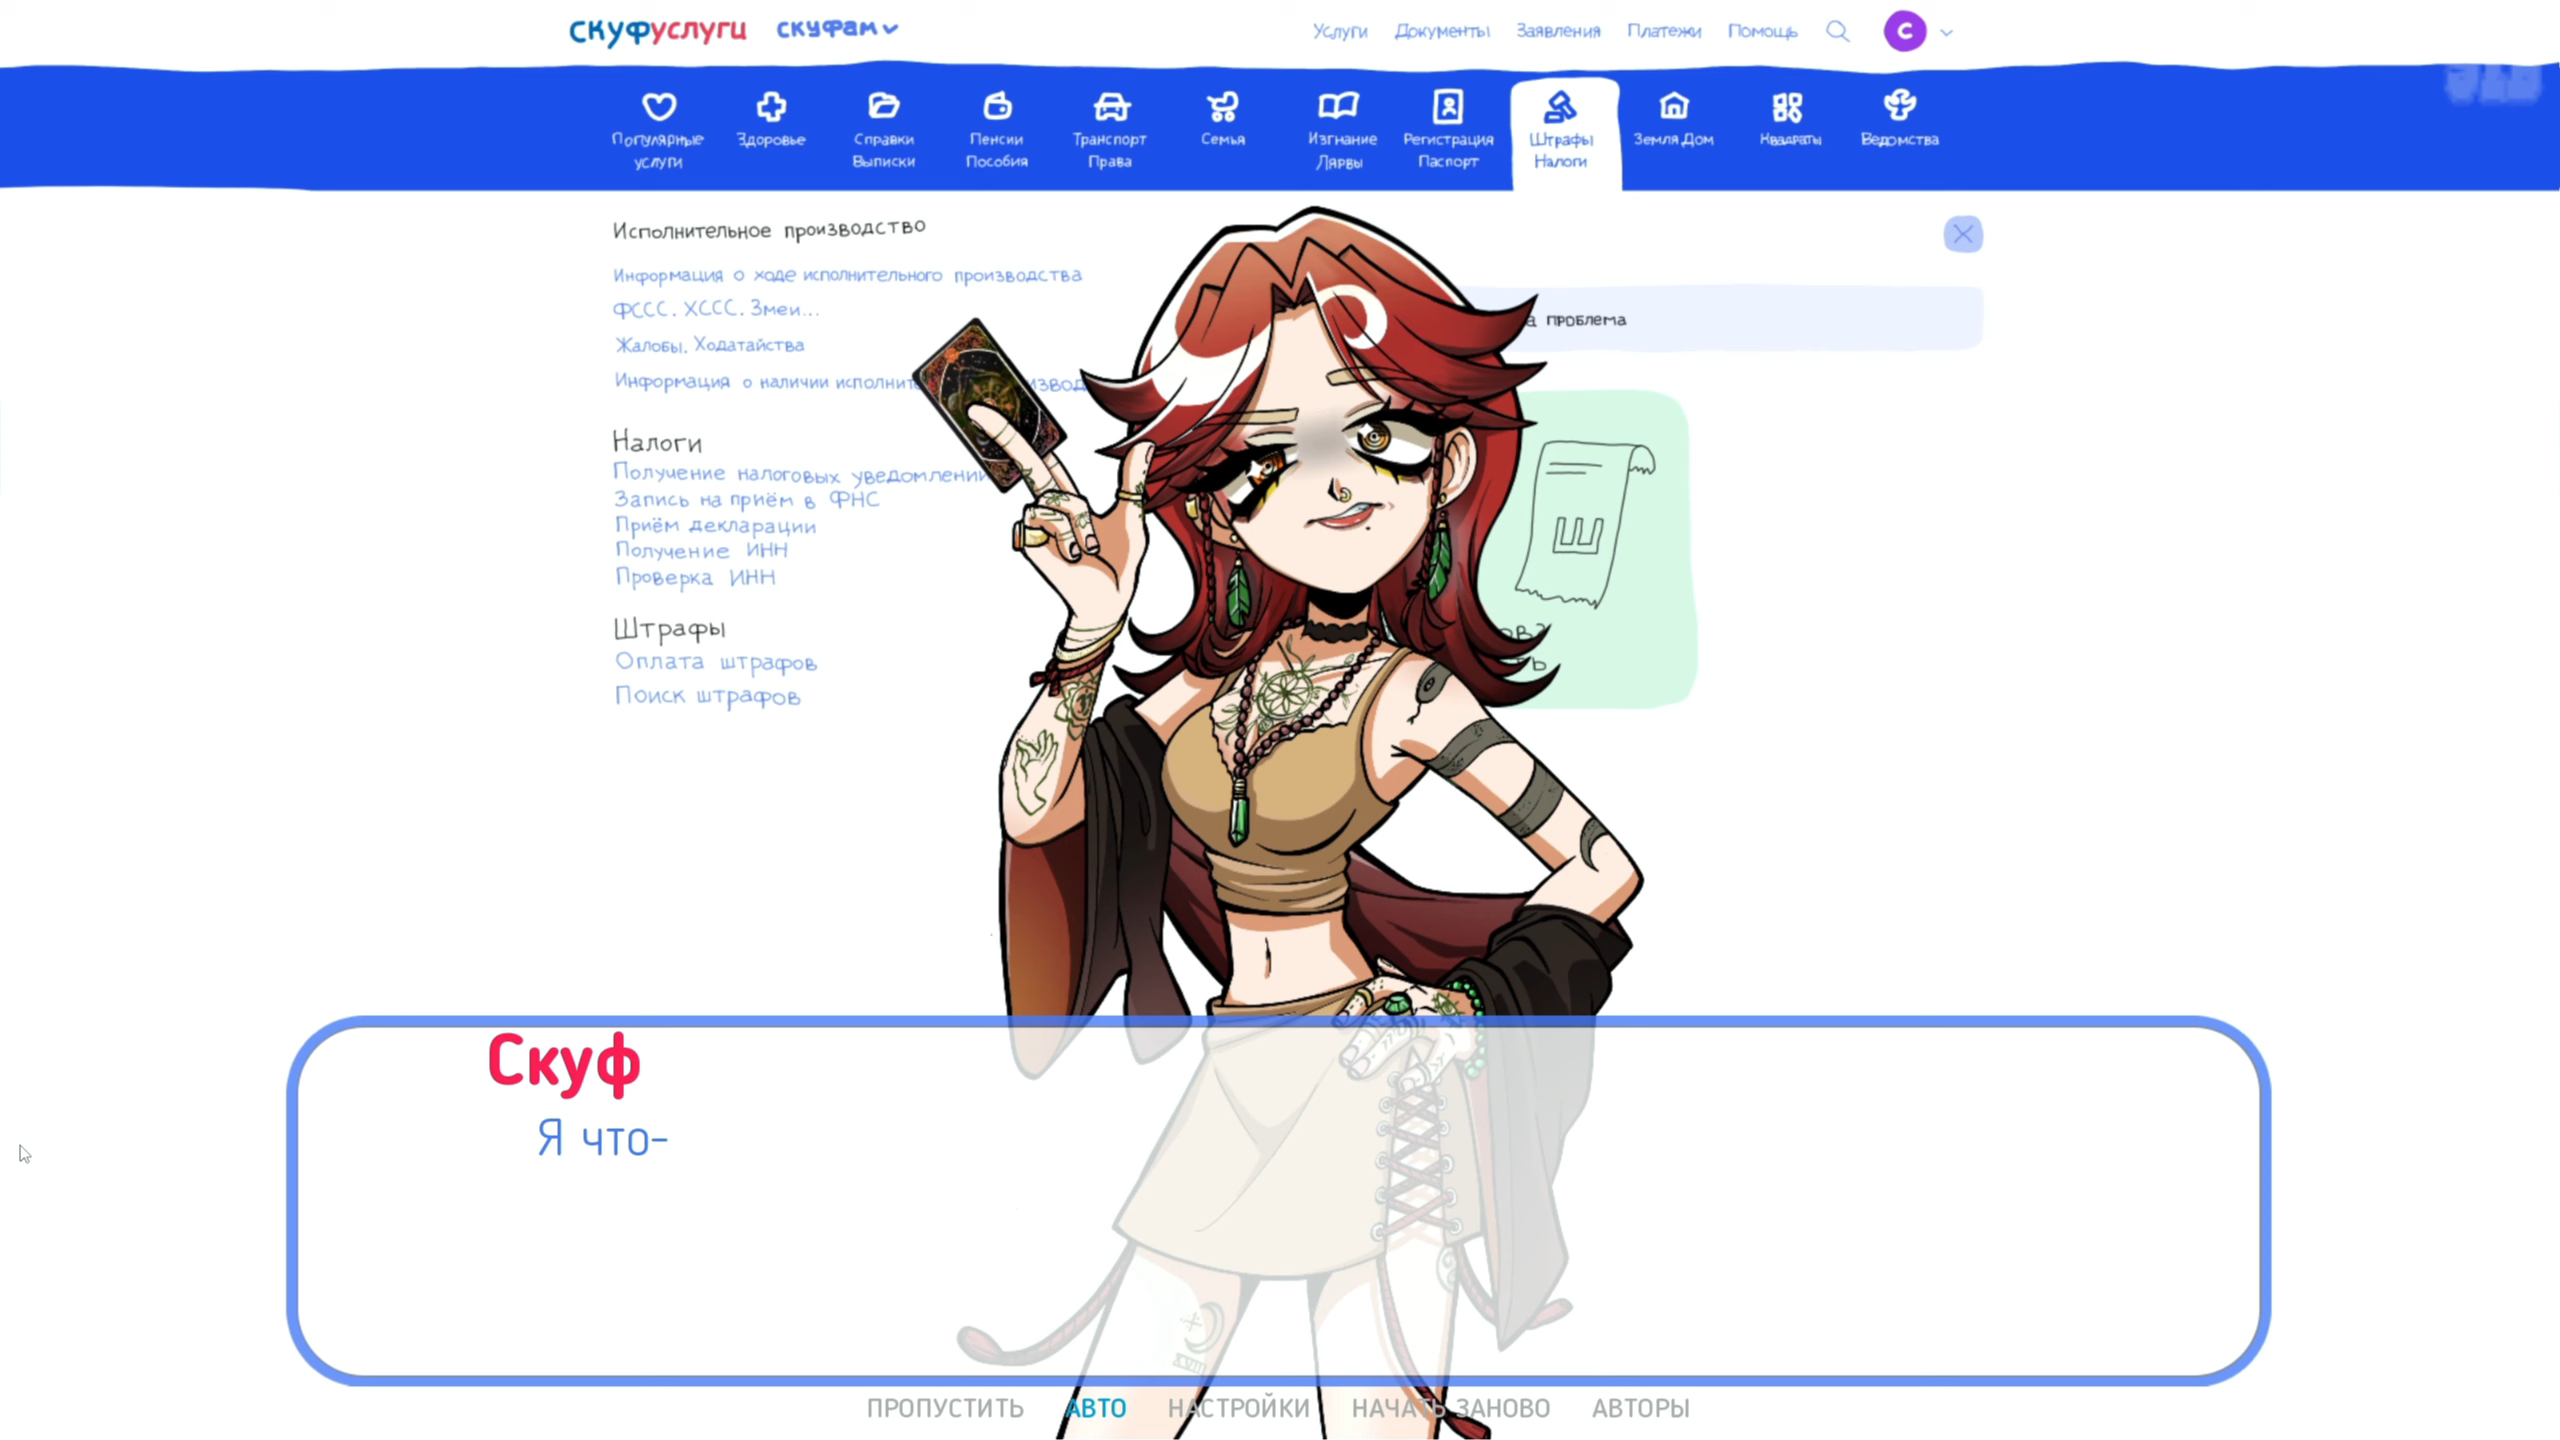 скуфуслуги скуфам
Услуги Документы Заявления Платежи Помощь С
Популярные услуги
Здоровье
Справки Выписки
Пенсии Пособия
Транспорт Права
Семья
Изгнание Лярвы
Регистрация Паспорт
Штрафы Налоги
Земля Дом
Квадраты
Ведомства
Исполнительное производство
Информация о ходе исполнительного производства
ФССС. ХССС. Змеи...
Жалобы. Ходатайства
Информация о наличии
Налоги
Получение налоговых уведомлений
Запись на приём в ФНС
Приём декларации
Получение ИНН
Проверка ИНН
Штрафы
Оплата штрафов
Поиск штрафов
а проблема
Ш
Скуф
Я что-
ПРОПУСТИТЬ АВТО НАСТРОЙКИ НАЧАТЬ ЗАНОВО АВТОРЫ
XVIII